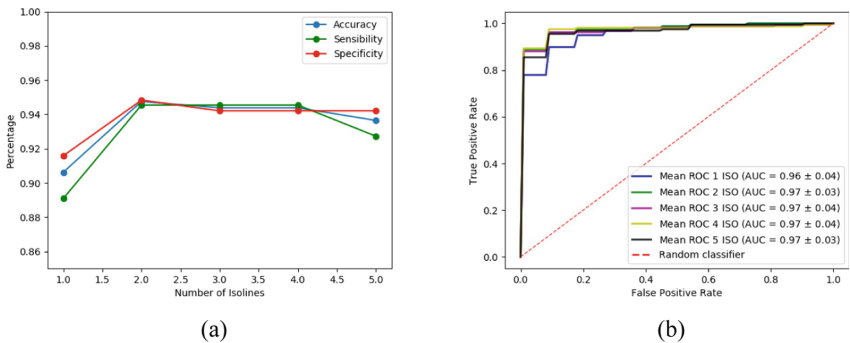 1.00
0.98
0.96
0.94
0.92
0.90
0.88
0.86
Percentage
1.0 1.5 2.0 2.5 3.0 3.5 4.0 4.5 5.0
Number of Isolines
Accuracy
Sensibility
Specificity
(a)
1.0
0.8
0.6
0.4
0.2
0.0
True Positive Rate
0.0 0.2 0.4 0.6 0.8 1.0
False Positive Rate
Mean ROC 1 ISO (AUC = 0.96 ± 0.04)
Mean ROC 2 ISO (AUC = 0.97 ± 0.03)
Mean ROC 3 ISO (AUC = 0.97 ± 0.04)
Mean ROC 4 ISO (AUC = 0.97 ± 0.04)
Mean ROC 5 ISO (AUC = 0.97 ± 0.03)
Random classifier
(b)